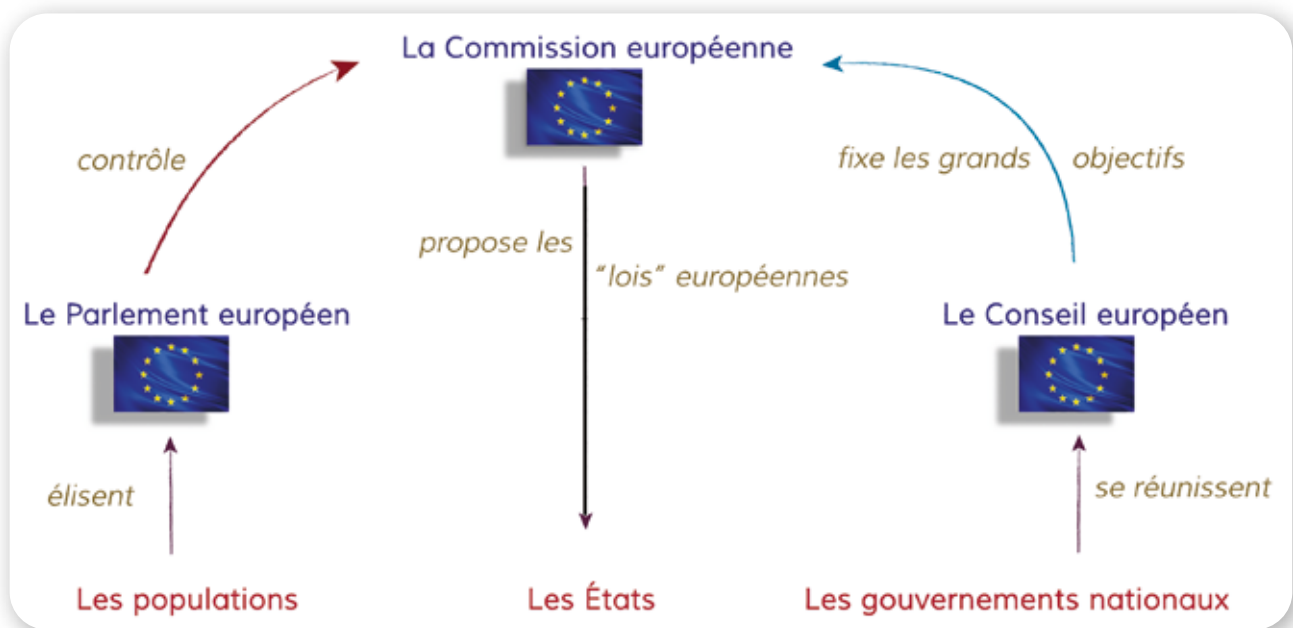 La Commission européenne
contrôle
fixe les grands objectifs
propose les
“lois” européennes
Le Parlement européen
Le Conseil européen
élisent
se réunissent
Les populations
Les États
Les gouvernements nationaux